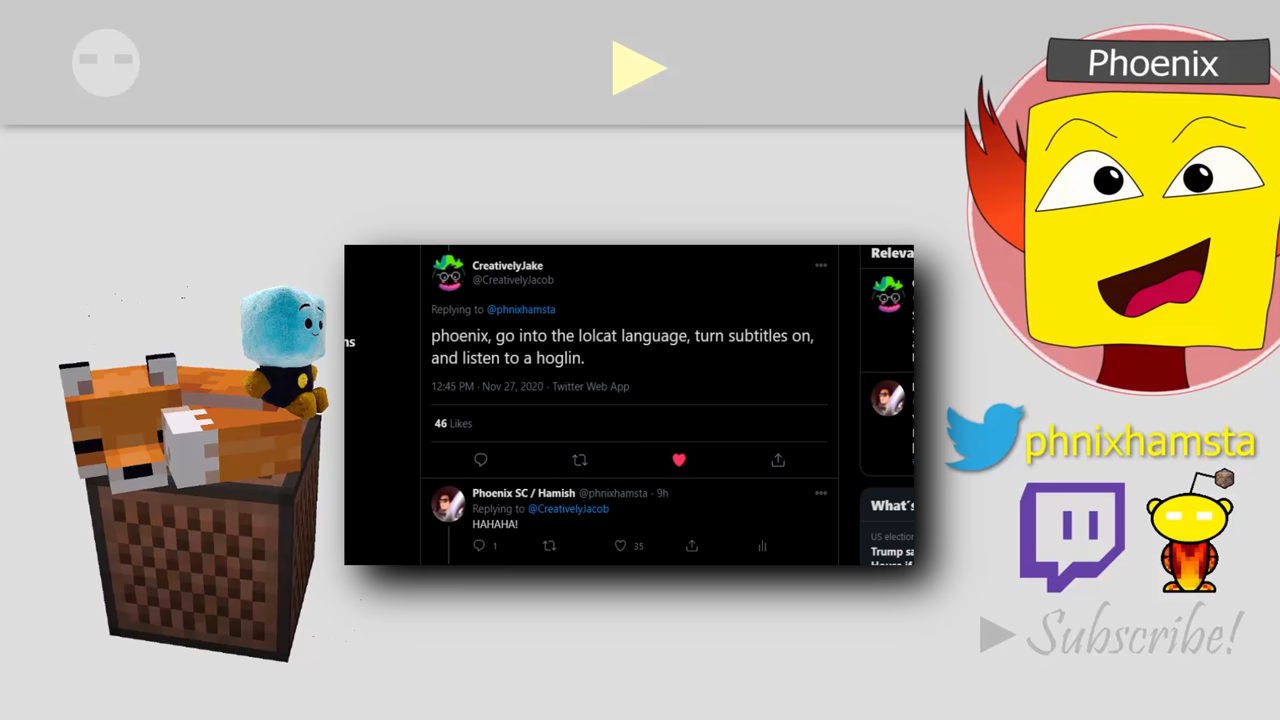 Phoenix
Releva
CreativelyJake
@CreativelyJacob
Replying to @phnixhamsta
phoenix, go into the lolcat language, turn subtitles on,
and listen to a hoglin.
12:45 PM · Nov 27, 2020 · Twitter Web App
46 Likes
Phoenix SC / Hamish @phnixhamsta · 9h
Replying to @CreativelyJacob
HAHAHA!
1
35
What's
US election
Trump sa
phnixhamsta
Subscribe!